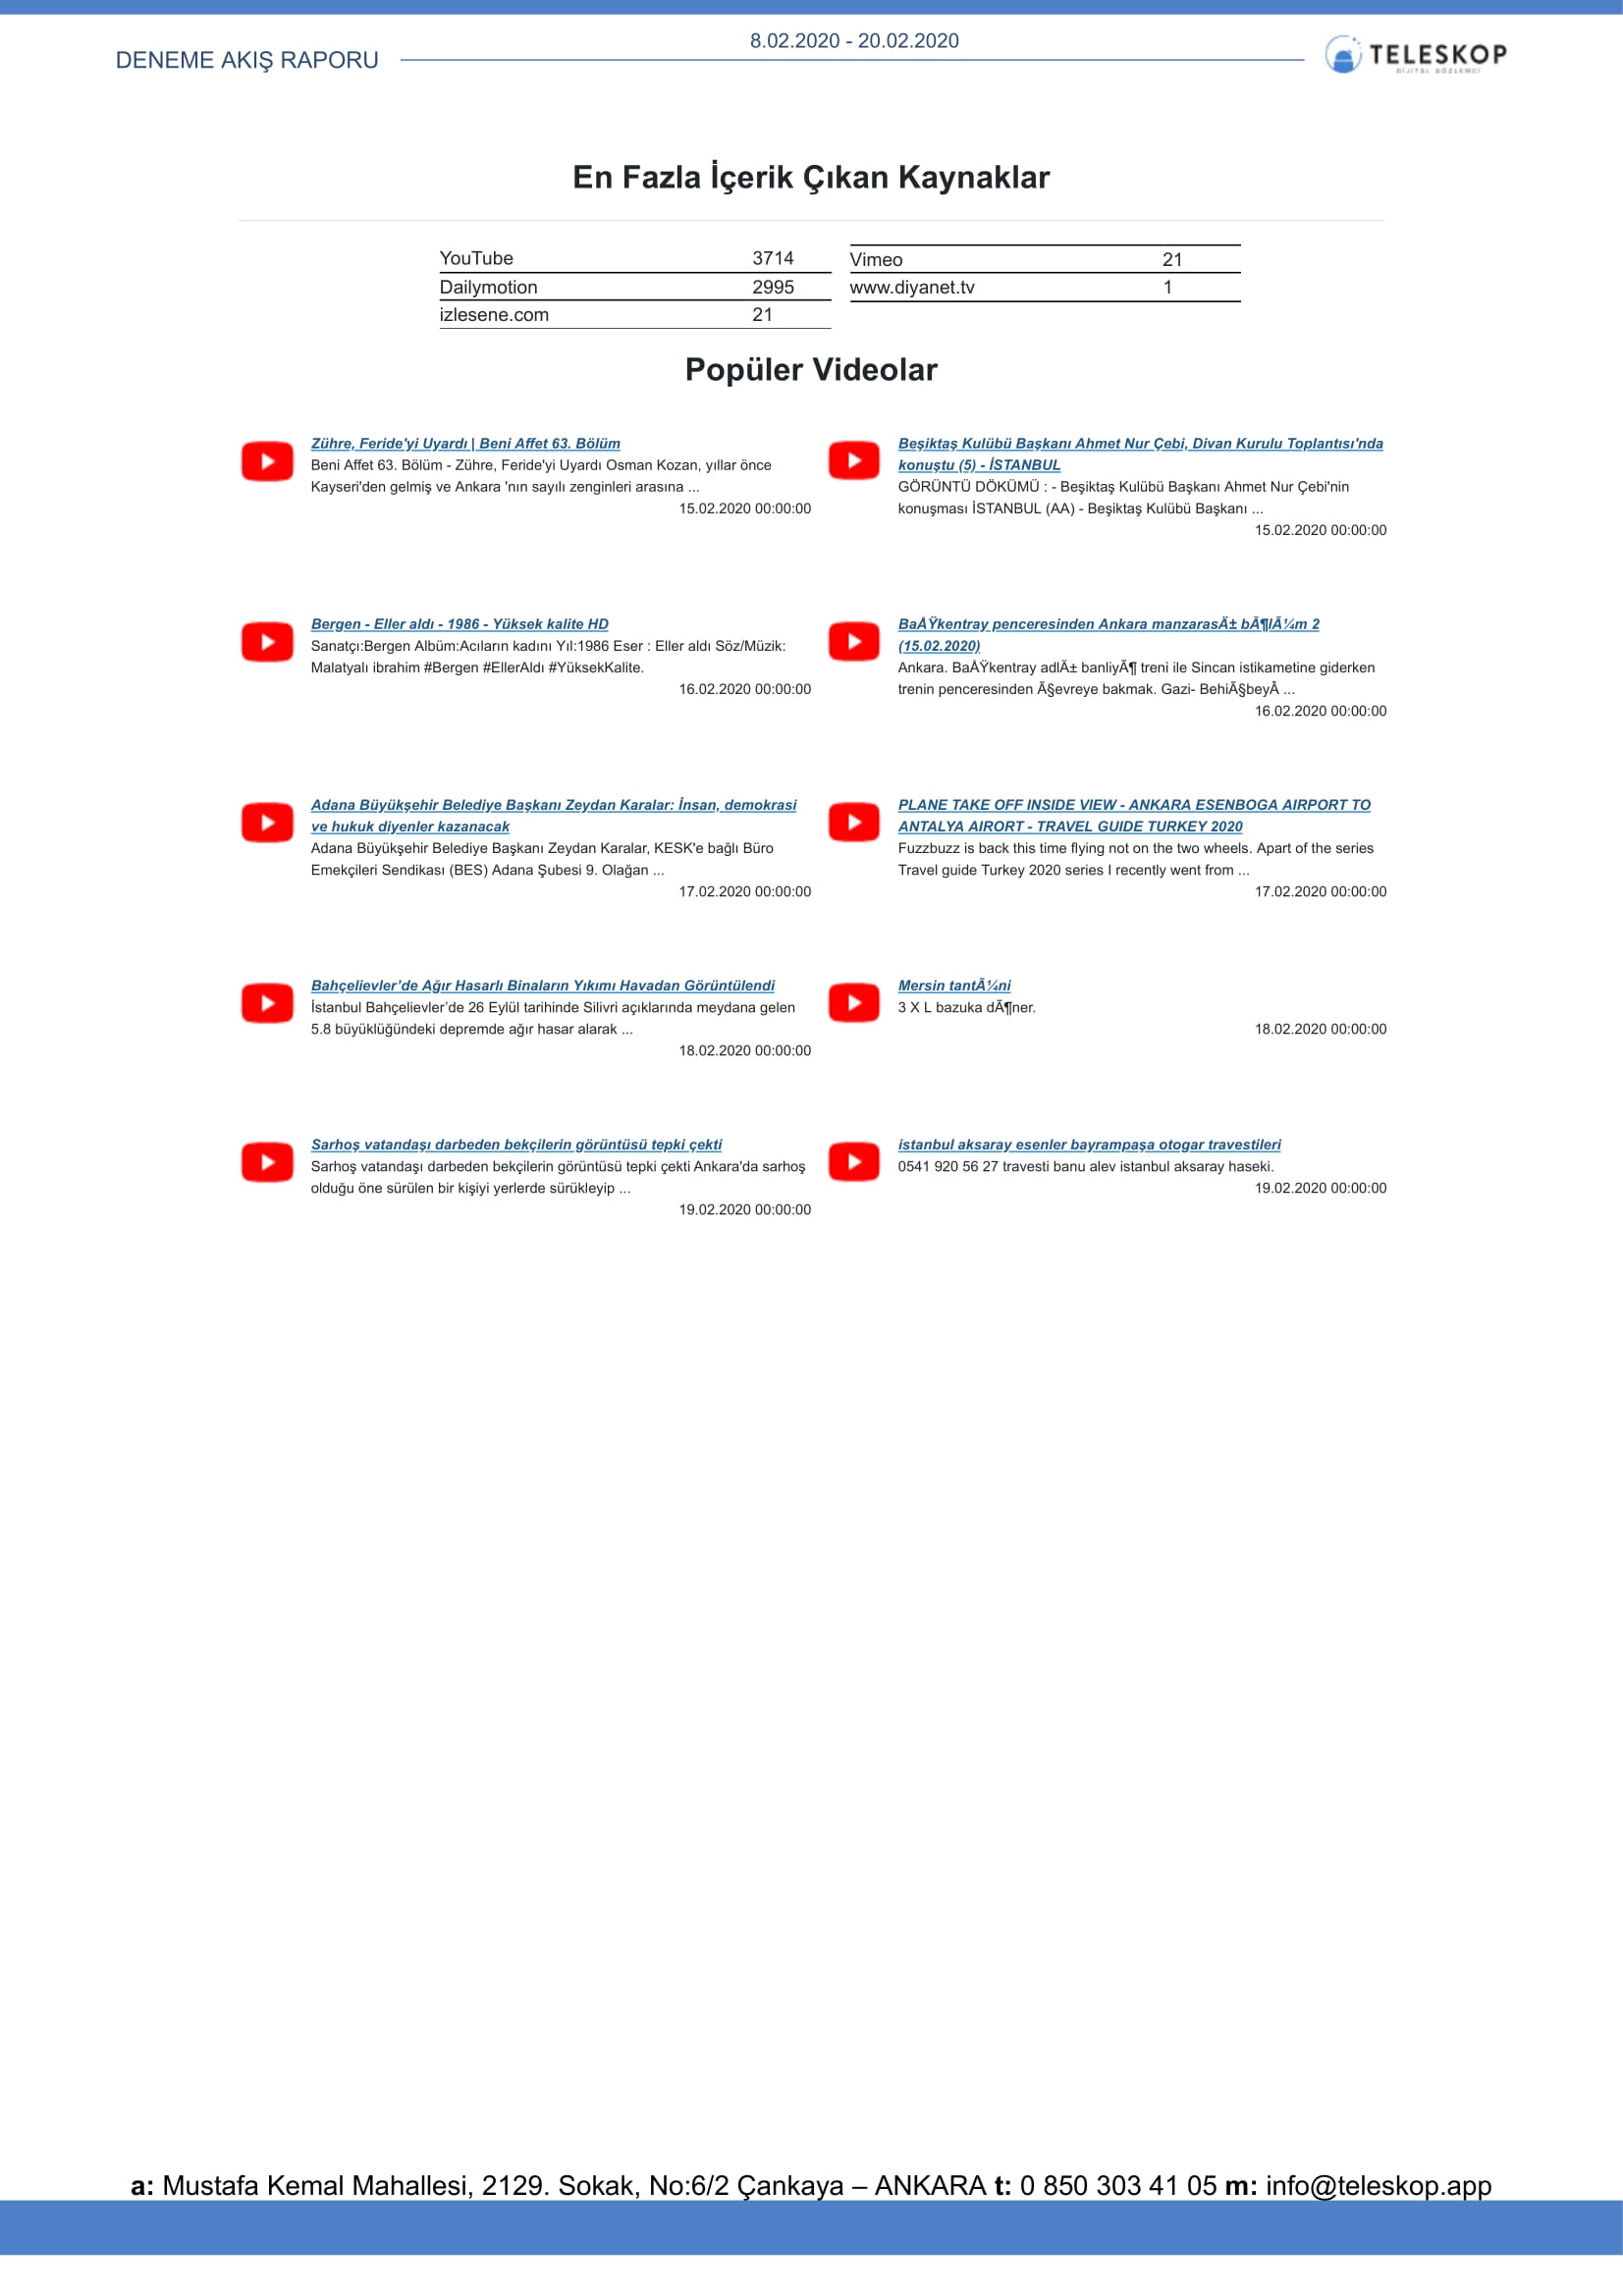 8.02.2020 - 20.02.2020
DENEME AKIŞ RAPORU
TELESKOP
DİJİTAL GÖZLEMCİ
En Fazla İçerik Çıkan Kaynaklar
YouTube 3714
Dailymotion 2995
izlesene.com 21
Vimeo 21
www.diyanet.tv 1
Popüler Videolar
Zühre, Feride'yi Uyardı | Beni Affet 63. Bölüm
Beni Affet 63. Bölüm - Zühre, Feride'yi Uyardı Osman Kozan, yıllar önce
Kayseri'den gelmiş ve Ankara 'nın sayılı zenginleri arasına ...
15.02.2020 00:00:00
Beşiktaş Kulübü Başkanı Ahmet Nur Çebi, Divan Kurulu Toplantısı'nda
konuştu (5) - İSTANBUL
GÖRÜNTÜ DÖKÜMÜ : - Beşiktaş Kulübü Başkanı Ahmet Nur Çebi'nin
konuşması İSTANBUL (AA) - Beşiktaş Kulübü Başkanı ...
15.02.2020 00:00:00
Bergen - Eller aldı - 1986 - Yüksek kalite HD
Sanatçı:Bergen Albüm:Acıların kadını Yıl:1986 Eser : Eller aldı Söz/Müzik:
Malatyalı ibrahim #Bergen #EllerAldı #YüksekKalite.
16.02.2020 00:00:00
BaÅŸkentray penceresinden Ankara manzarasÄ± bÃ¶lÃ¼m 2
(15.02.2020)
Ankara. BaÅŸkentray adlÄ± banliyÃ¶ treni ile Sincan istikametine giderken
trenin penceresinden Ã§evreye bakmak. Gazi- BehiÃ§beyÂ ...
16.02.2020 00:00:00
Adana Büyükşehir Belediye Başkanı Zeydan Karalar: İnsan, demokrasi
ve hukuk diyenler kazanacak
Adana Büyükşehir Belediye Başkanı Zeydan Karalar, KESK'e bağlı Büro
Emekçileri Sendikası (BES) Adana Şubesi 9. Olağan ...
17.02.2020 00:00:00
PLANE TAKE OFF INSIDE VIEW - ANKARA ESENBOGA AIRPORT TO
ANTALYA AIRORT - TRAVEL GUIDE TURKEY 2020
Fuzzbuzz is back this time flying not on the two wheels. Apart of the series
Travel guide Turkey 2020 series I recently went from ...
17.02.2020 00:00:00
Bahçelievler’de Ağır Hasarlı Binaların Yıkımı Havadan Görüntülendi
İstanbul Bahçelievler’de 26 Eylül tarihinde Silivri açıklarında meydana gelen
5.8 büyüklüğündeki depremde ağır hasar alarak ...
18.02.2020 00:00:00
Mersin tantÃ¼ni
3 X L bazuka dÃ¶ner.
18.02.2020 00:00:00
Sarhoş vatandaşı darbeden bekçilerin görüntüsü tepki çekti
Sarhoş vatandaşı darbeden bekçilerin görüntüsü tepki çekti Ankara'da sarhoş
olduğu öne sürülen bir kişiyi yerlerde sürükleyip ...
19.02.2020 00:00:00
istanbul aksaray esenler bayrampaşa otogar travestileri
0541 920 56 27 travesti banu alev istanbul aksaray haseki.
19.02.2020 00:00:00
a: Mustafa Kemal Mahallesi, 2129. Sokak, No:6/2 Çankaya – ANKARA t: 0 850 303 41 05 m: info@teleskop.app